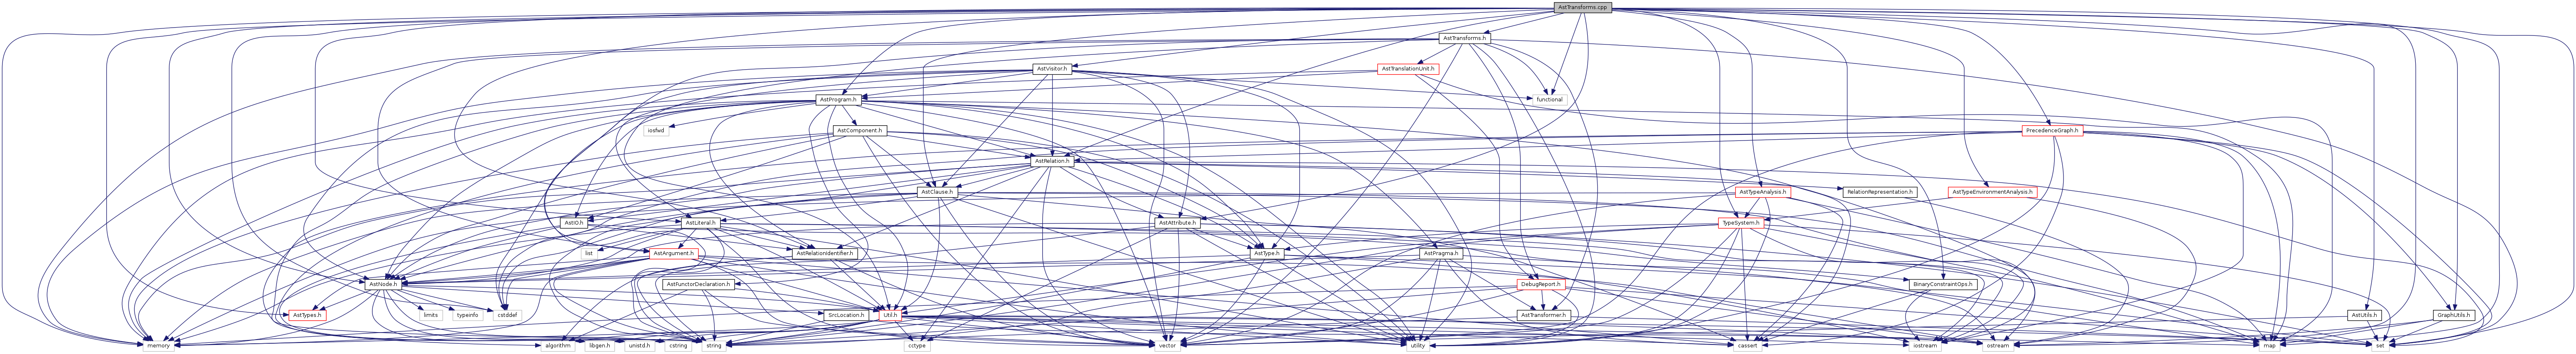 AstTransforms.cpp
AstTransforms.h
AstVisitor.h
AstTranslationUnit.h
AstProgram.h
functional
iosfwd
AstComponent.h
PrecedenceGraph.h
AstRelation.h
AstClause.h
AstTypeAnalysis.h
RelationRepresentation.h
AstTypeEnvironmentAnalysis.h
AstIO.h
AstLiteral.h
AstAttribute.h
TypeSystem.h
list
AstArgument.h
AstRelationIdentifier.h
AstType.h
AstPragma.h
AstNode.h
AstFunctorDeclaration.h
DebugReport.h
BinaryConstraintOps.h
AstTypes.h
limits
typeinfo
cstddef
SrcLocation.h
Util.h
AstTransformer.h
AstUtils.h
GraphUtils.h
memory
algorithm
libgen.h
unistd.h
cstring
string
cctype
vector
utility
cassert
iostream
ostream
map
set